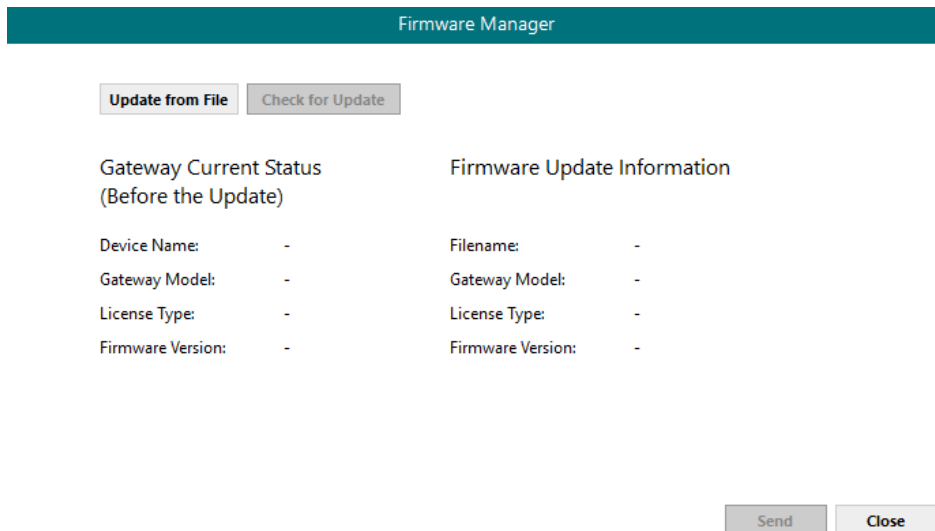 Firmware Manager
Update from File Check for Update
Gateway Current Status
(Before the Update)
Device Name: -
Gateway Model: -
License Type: -
Firmware Version: -
Firmware Update Information
Filename: -
Gateway Model: -
License Type: -
Firmware Version: -
Send Close